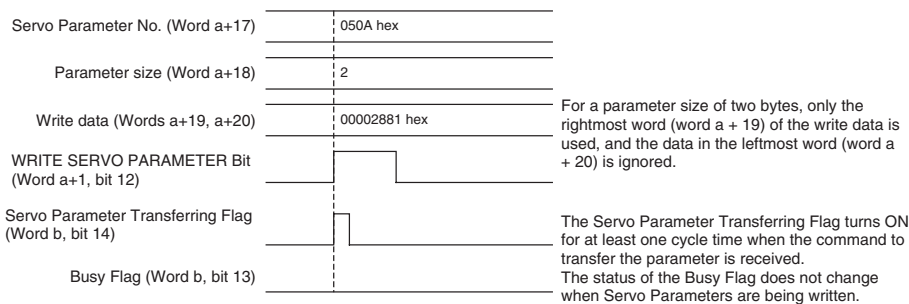 Servo Parameter No. (Word a+17)
050A hex
Parameter size (Word a+18)
2
Write data (Words a+19, a+20)
00002881 hex
For a parameter size of two bytes, only the
rightmost word (word a + 19) of the write data is
used, and the data in the leftmost word (word a
+ 20) is ignored.
WRITE SERVO PARAMETER Bit
(Word a+1, bit 12)
Servo Parameter Transferring Flag
(Word b, bit 14)
The Servo Parameter Transferring Flag turns ON
for at least one cycle time when the command to
transfer the parameter is received.
Busy Flag (Word b, bit 13)
The status of the Busy Flag does not change
when Servo Parameters are being written.